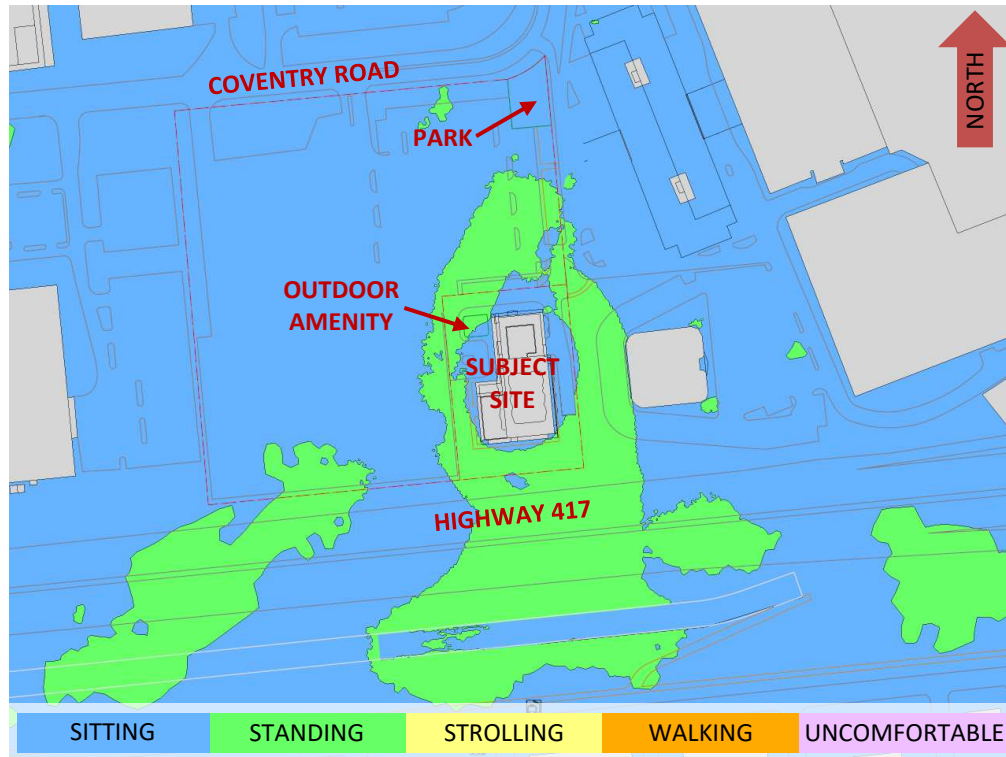 COVENTRY ROAD
NORTH
PARK
OUTDOOR
AMENITY
SUBJECT
SITE
HIGHWAY 417
SITTING
STANDING
STROLLING
WALKING
UNCOMFORTABLE